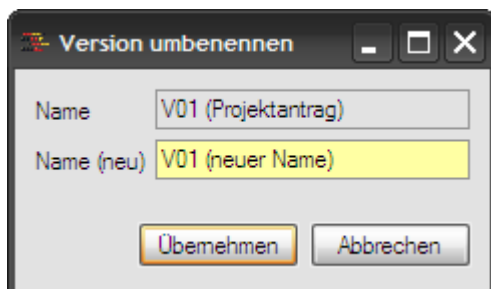 Version umbenennen
Name V01 (Projektantrag)
Name (neu) V01 (neuer Name)
Übernehmen Abbrechen